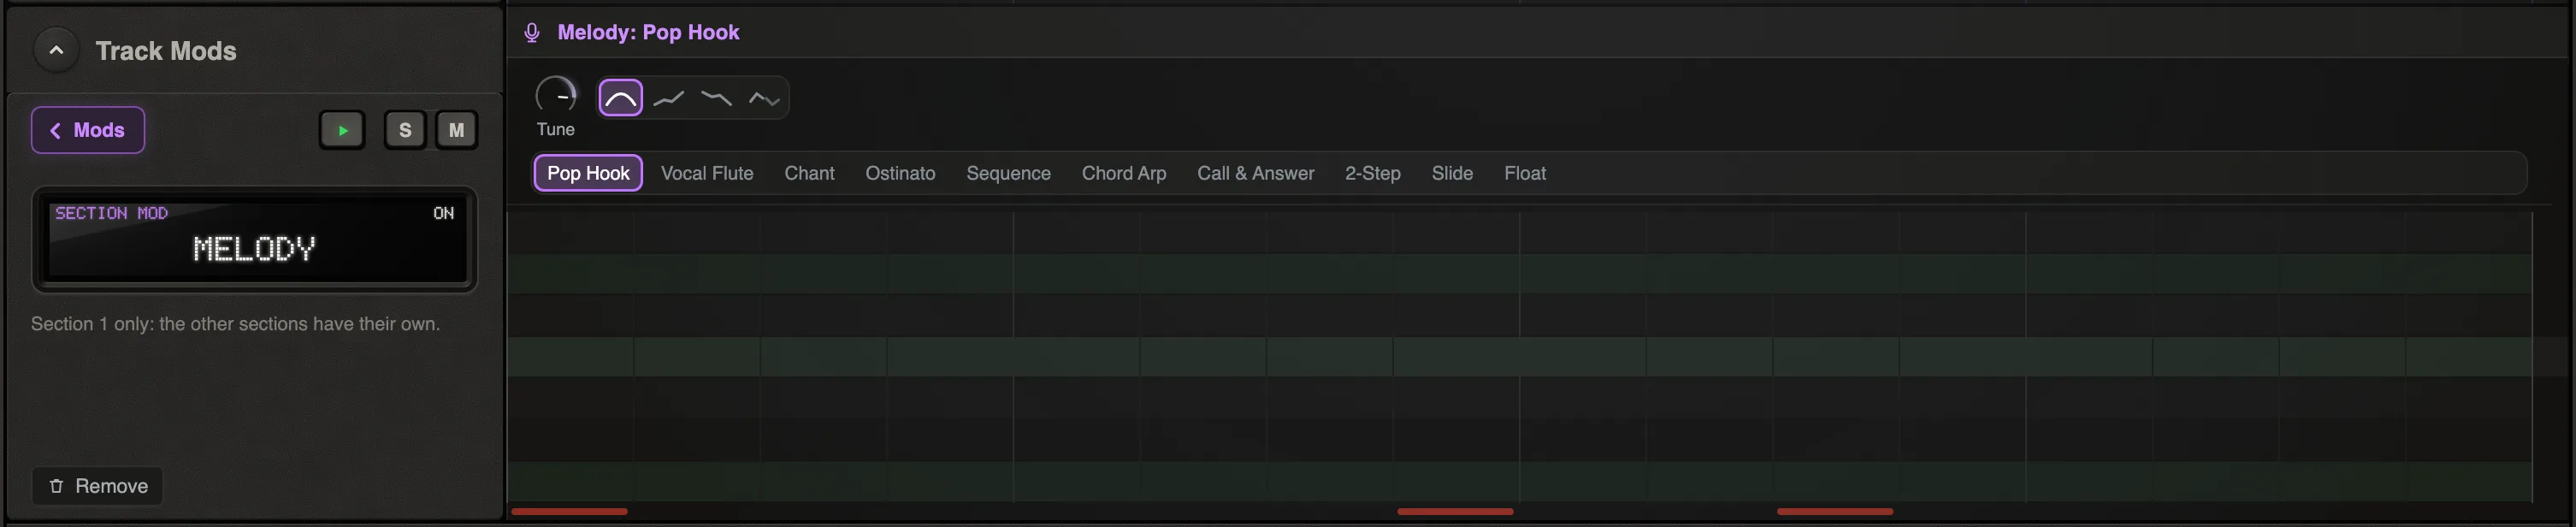 Track Mods
Melody: Pop Hook
Mods
S
M
Tune
Pop Hook Vocal Flute Chant Ostinato Sequence Chord Arp Call & Answer 2-Step Slide Float
SECTION MOD ON
MELODY
Section 1 only: the other sections have their own.
Remove